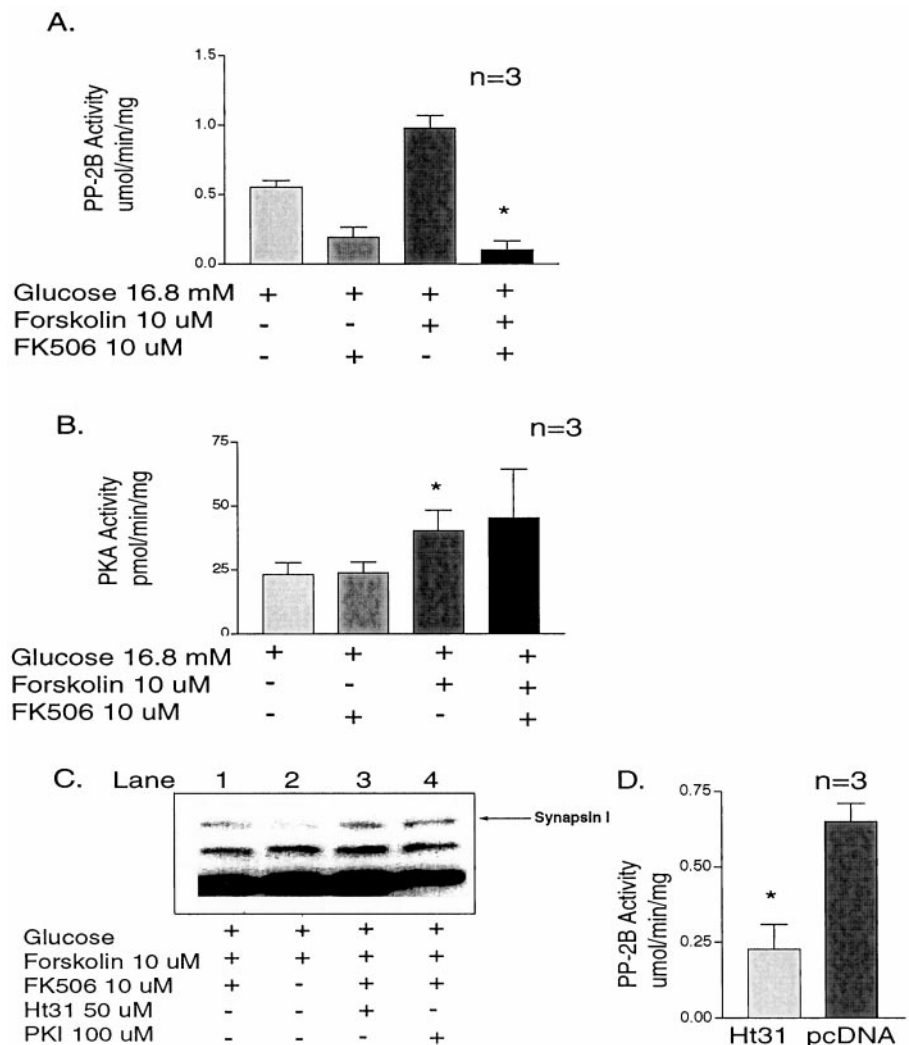 A.
n=3
PP-2B Activity
umol/min/mg
1.5
1.0
0.5
0.0
*
Glucose 16.8 mM + + + +
Forskolin 10 uM - - + +
FK506 10 uM - + - +
B.
n=3
PKA Activity
pmol/min/mg
75
50
25
0
*
Glucose 16.8 mM + + + +
Forskolin 10 uM - - + +
FK506 10 uM - + - +
C. Lane 1 2 3 4
Synapsin I
Glucose + + + +
Forskolin 10 uM + + + +
FK506 10 uM + - + +
Ht31 50 uM - - + -
PKI 100 uM - - - +
D.
n=3
PP-2B Activity
umol/min/mg
0.75
0.50
0.25
0.00
*
Ht31 pcDNA